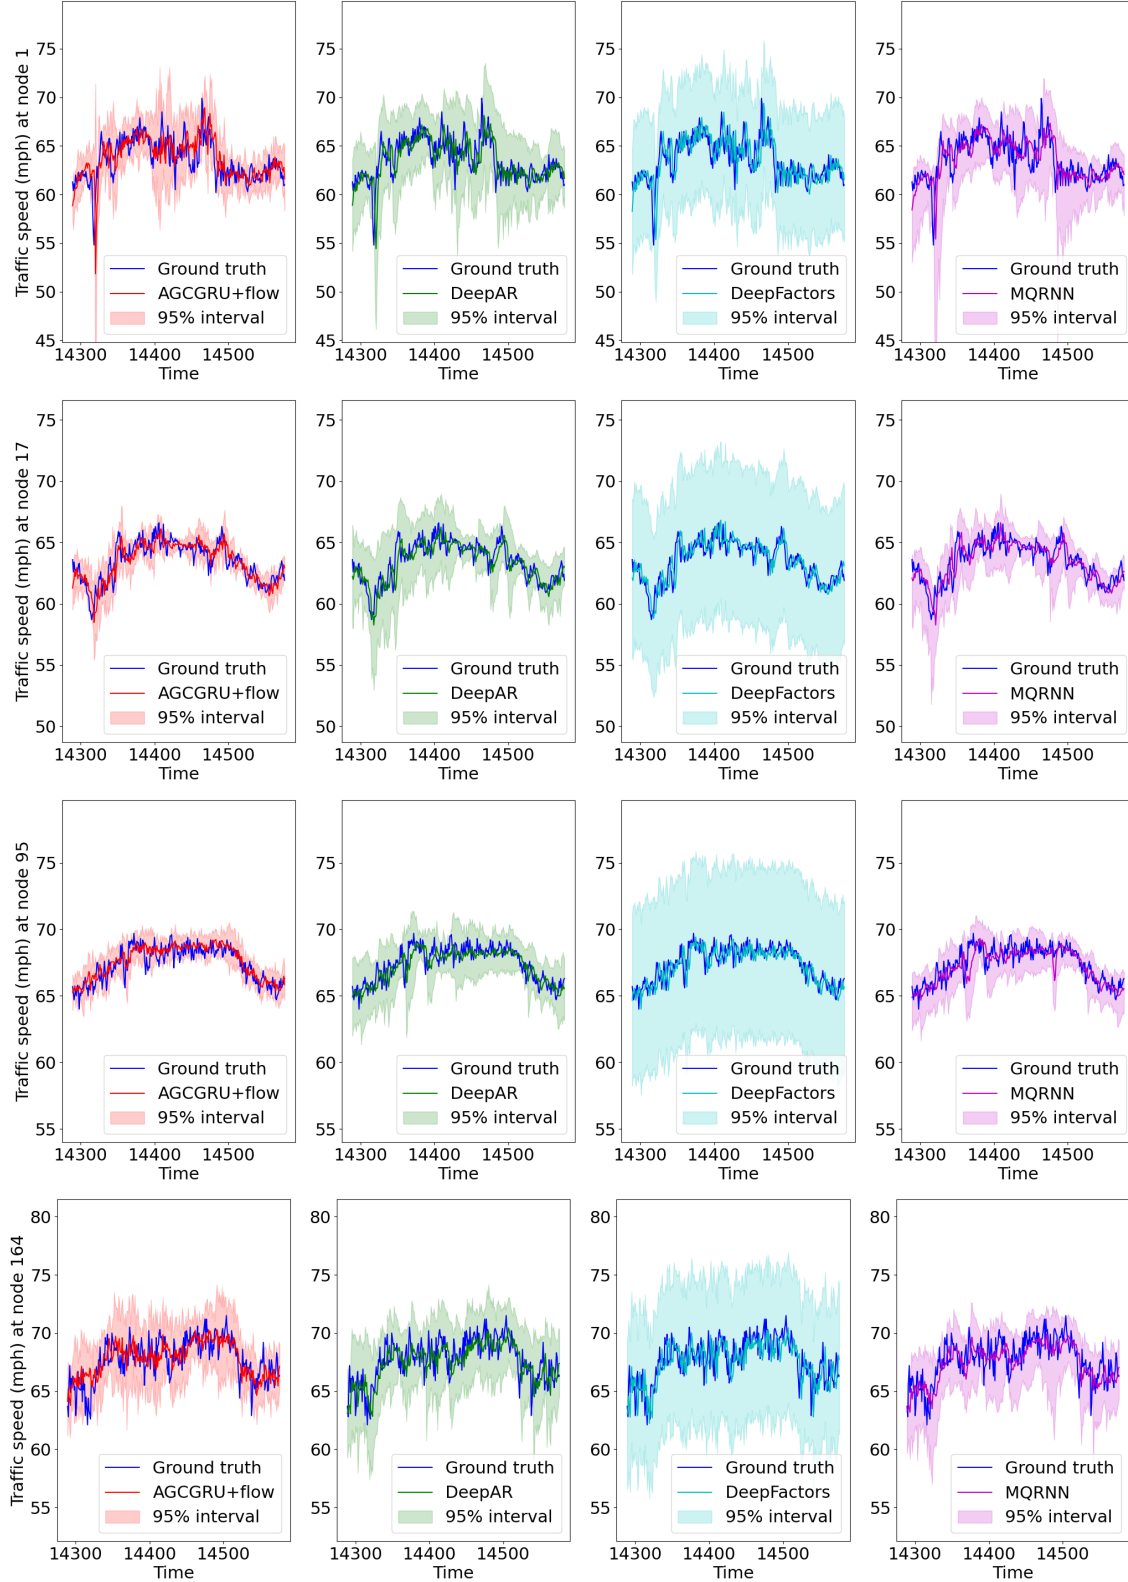 Traffic speed (mph) at node 1
75
70
65
60
55
50
45
Ground truth
AGCGRU+flow
95% interval
14300 14400 14500
Time
Ground truth
DeepAR
95% interval
14300 14400 14500
Time
75
70
65
60
55
50
45
Ground truth
DeepFactors
95% interval
14300 14400 14500
Time
75
70
65
60
55
50
45
Ground truth
MQRNN
95% interval
14300 14400 14500
Time
75
70
65
60
55
50
45
Traffic speed (mph) at node 17
75
70
65
60
55
50
Ground truth
AGCGRU+flow
95% interval
14300 14400 14500
Time
75
70
65
60
55
50
Ground truth
DeepAR
95% interval
14300 14400 14500
Time
75
70
65
60
55
50
Ground truth
DeepFactors
95% interval
14300 14400 14500
Time
75
70
65
60
55
50
Ground truth
MQRNN
95% interval
14300 14400 14500
Time
Traffic speed (mph) at node 95
75
70
65
60
55
Ground truth
AGCGRU+flow
95% interval
14300 14400 14500
Time
75
70
65
60
55
Ground truth
DeepAR
95% interval
14300 14400 14500
Time
75
70
65
60
55
Ground truth
DeepFactors
95% interval
14300 14400 14500
Time
75
70
65
60
55
Ground truth
MQRNN
95% interval
14300 14400 14500
Time
Traffic speed (mph) at node 164
80
75
70
65
60
55
Ground truth
AGCGRU+flow
95% interval
14300 14400 14500
Time
80
75
70
65
60
55
Ground truth
DeepAR
95% interval
14300 14400 14500
Time
80
75
70
65
60
55
Ground truth
DeepFactors
95% interval
14300 14400 14500
Time
80
75
70
65
60
55
Ground truth
MQRNN
95% interval
14300 14400 14500
Time